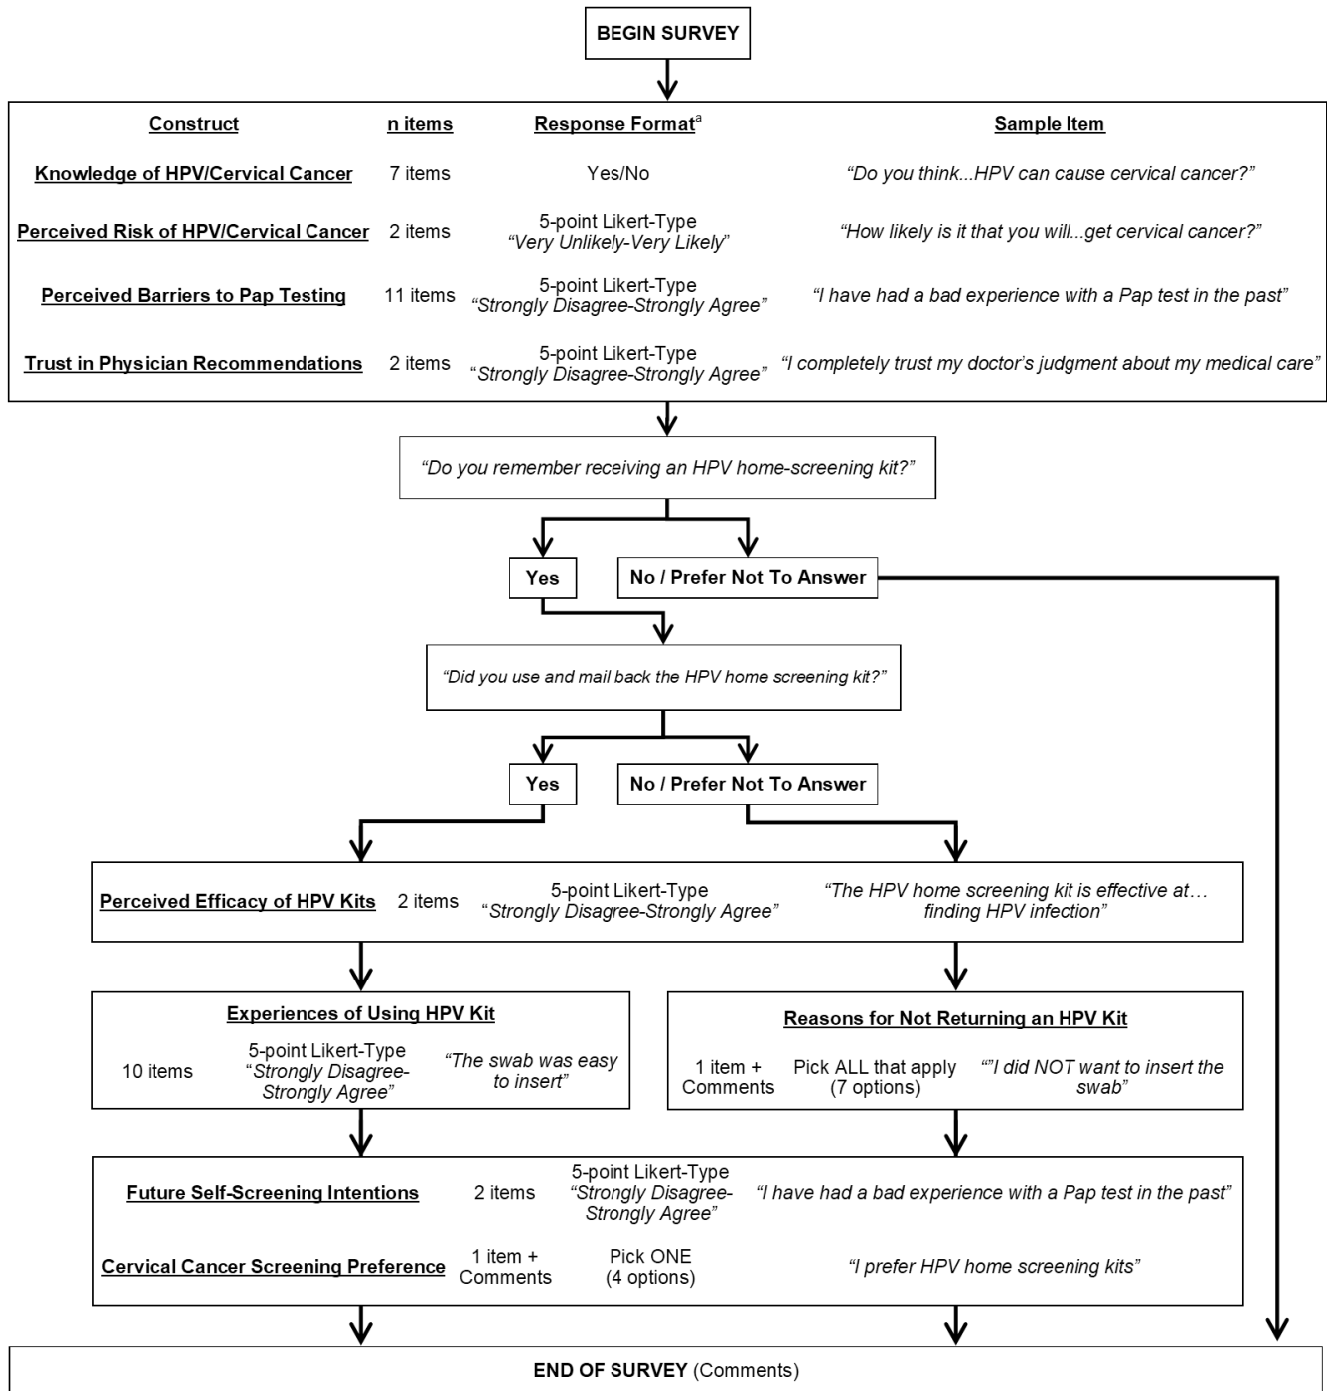 BEGIN SURVEY
Construct n items Response Formatª Sample Item
Knowledge of HPV/Cervical Cancer 7 items Yes/No “Do you think...HPV can cause cervical cancer?”
Perceived Risk of HPV/Cervical Cancer 2 items 5-point Likert-Type “Very Unlikely-Very Likely” “How likely is it that you will...get cervical cancer?”
Perceived Barriers to Pap Testing 11 items 5-point Likert-Type “Strongly Disagree-Strongly Agree” “I have had a bad experience with a Pap test in the past”
Trust in Physician Recommendations 2 items 5-point Likert-Type “Strongly Disagree-Strongly Agree” “I completely trust my doctor’s judgment about my medical care”
“Do you remember receiving an HPV home-screening kit?”
Yes
No / Prefer Not To Answer
“Did you use and mail back the HPV home screening kit?”
Yes
No / Prefer Not To Answer
Perceived Efficacy of HPV Kits 2 items 5-point Likert-Type “Strongly Disagree-Strongly Agree” “The HPV home screening kit is effective at… finding HPV infection”
Experiences of Using HPV Kit
10 items 5-point Likert-Type “Strongly Disagree-Strongly Agree” “The swab was easy to insert”
Reasons for Not Returning an HPV Kit
1 item + Comments Pick ALL that apply (7 options) “”I did NOT want to insert the swab”
Future Self-Screening Intentions 2 items 5-point Likert-Type “Strongly Disagree-Strongly Agree” “I have had a bad experience with a Pap test in the past”
Cervical Cancer Screening Preference 1 item + Comments Pick ONE (4 options) “I prefer HPV home screening kits”
END OF SURVEY (Comments)